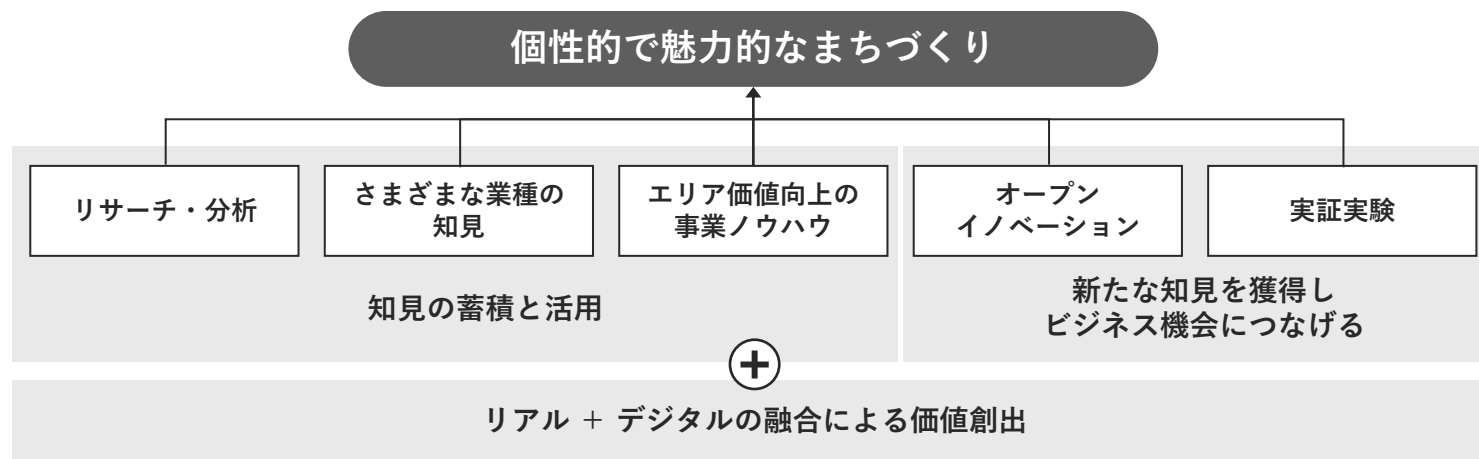 個性的で魅力的なまちづくり
リサーチ・分析
さまざまな業種の
知見
エリア価値向上の
事業ノウハウ
オープン
イノベーション
実証実験
知見の蓄積と活用
新たな知見を獲得し
ビジネス機会につなげる
+
リアル + デジタルの融合による価値創出